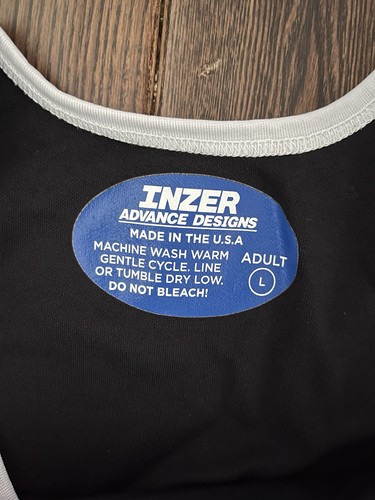 INZER
ADVANCE DESIGNS
MADE IN THE U.S.A
MACHINE WASH WARM
GENTLE CYCLE. LINE
OR TUMBLE DRY LOW.
DO NOT BLEACH!
ADULT
L